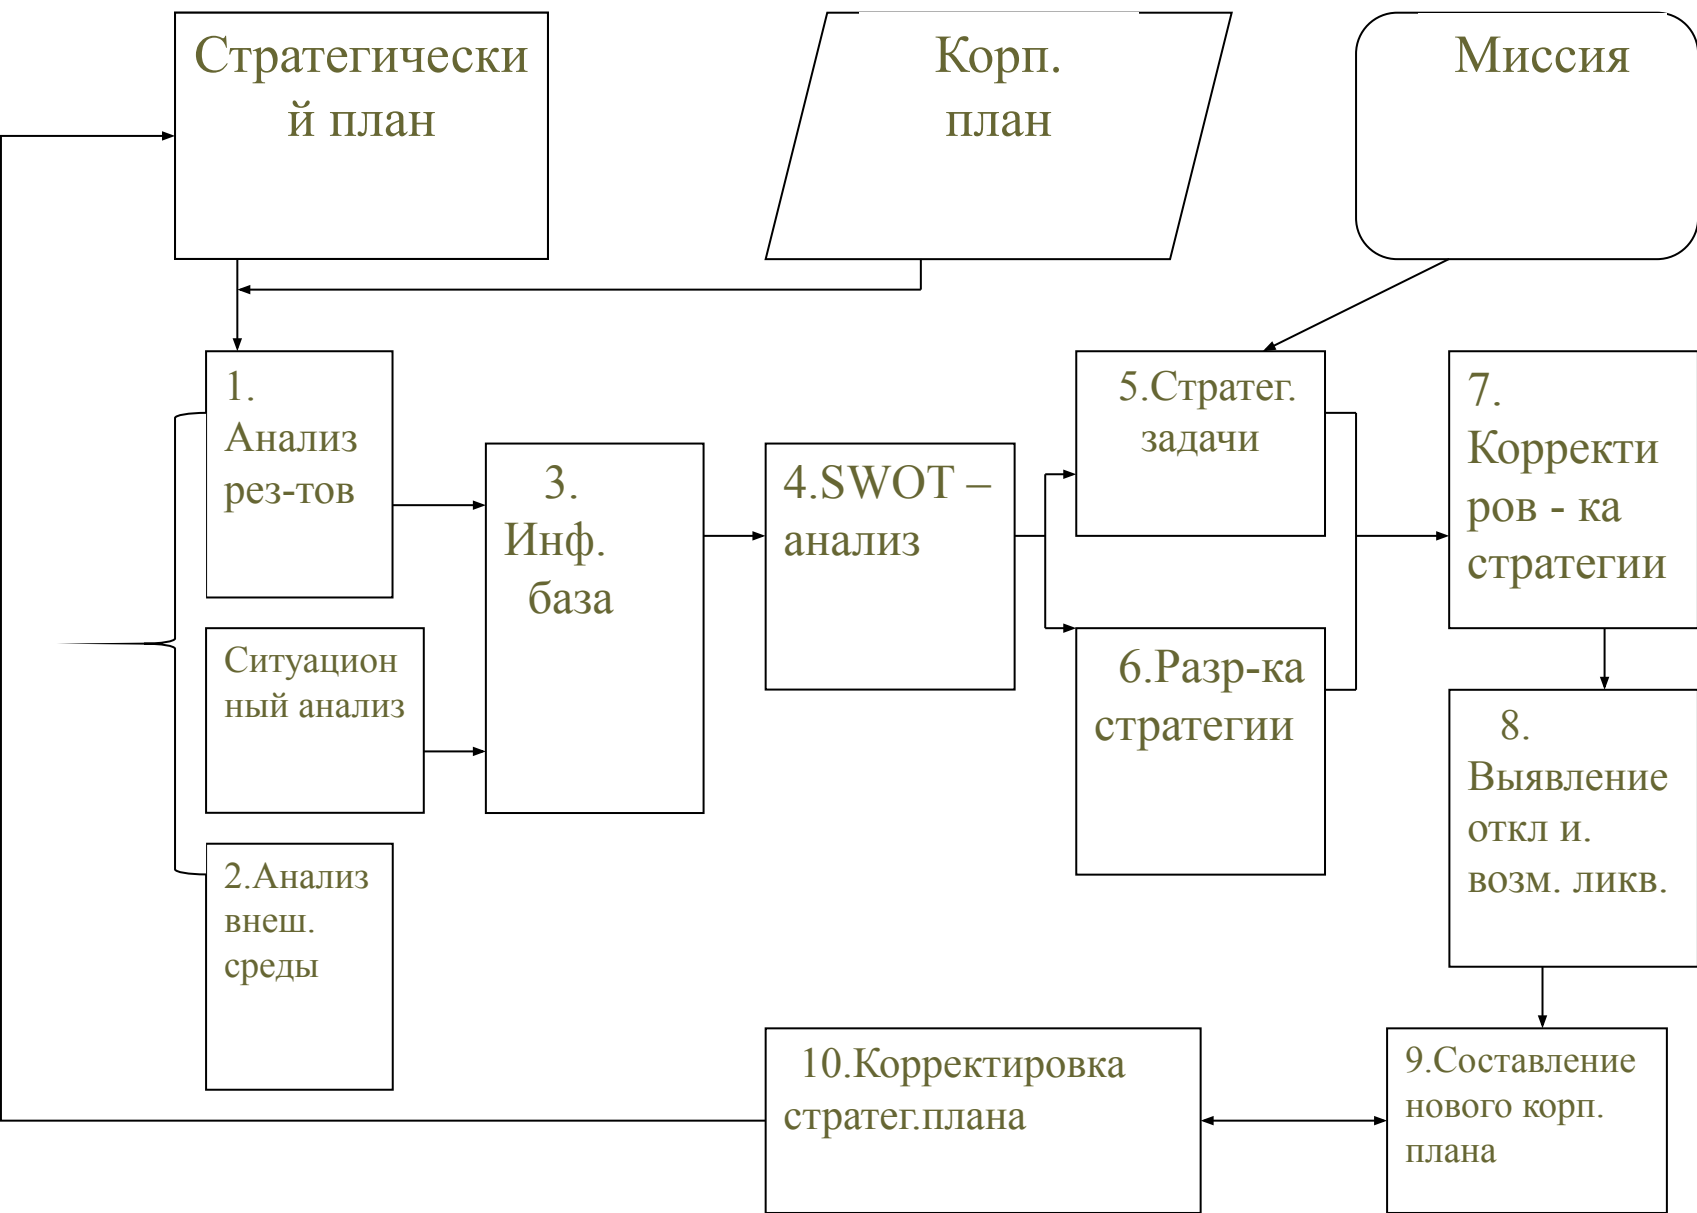 Стратегически
й план
Корп.
план
Миссия
1.
Анализ
рез-тов
Ситуацион
ный анализ
2.Анализ
внеш.
среды
3.
Инф.
база
4.SWOT –
анализ
5.Стратег.
задачи
6.Разр-ка
стратегии
7.
Корректи
ров - ка
стратегии
8.
Выявление
откл и.
возм. ликв.
9.Составление
нового корп.
плана
10.Корректировка
стратег.плана